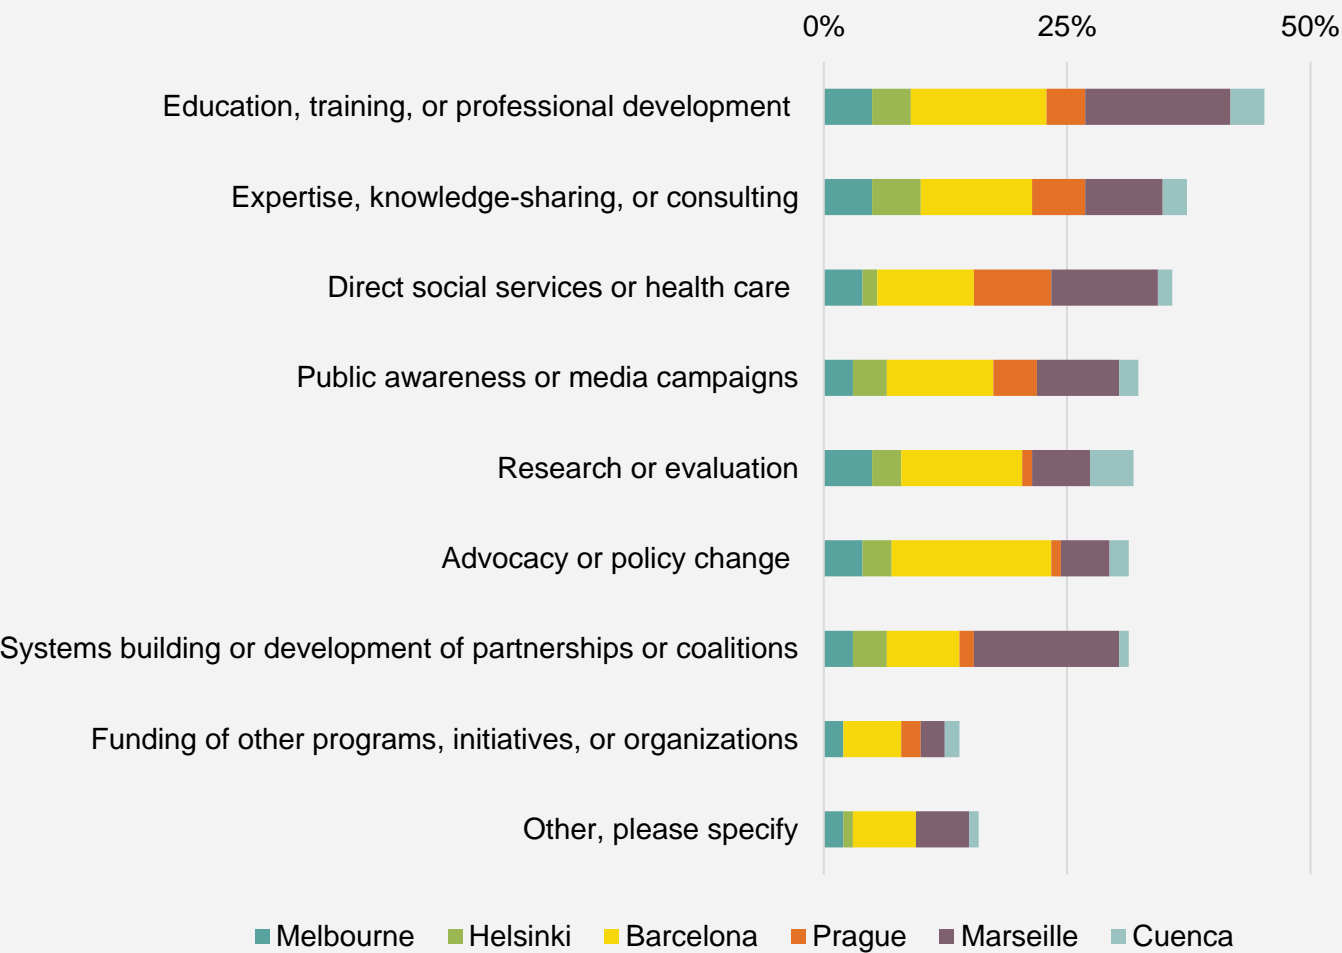 0% 25% 50%
Education, training, or professional development
Expertise, knowledge-sharing, or consulting
Direct social services or health care
Public awareness or media campaigns
Research or evaluation
Advocacy or policy change
Systems building or development of partnerships or coalitions
Funding of other programs, initiatives, or organizations
Other, please specify
Melbourne Helsinki Barcelona Prague Marseille Cuenca